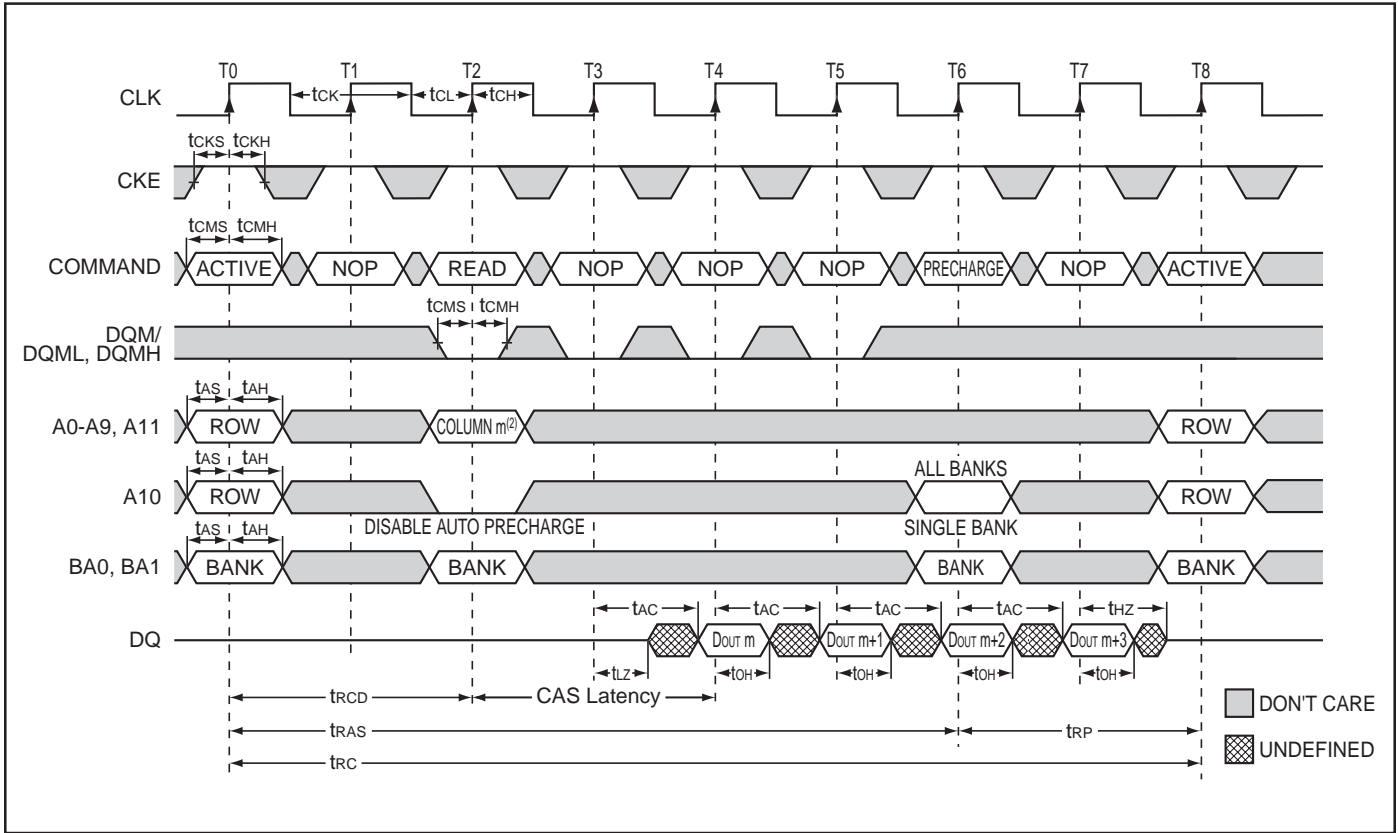 T0 T1 T2 T3 T4 T5 T6 T7 T8
CLK tCK tCL tCH
tCKS tCKH
CKE
tCMS tCMH
COMMAND ACTIVE NOP READ NOP NOP NOP PRECHARGE NOP ACTIVE
tCMS tCMH
DQM/
DQML, DQMH
tAS tAH
A0-A9, A11 ROW COLUMN m(2) ROW
tAS tAH ALL BANKS
A10 ROW ROW
DISABLE AUTO PRECHARGE SINGLE BANK
tAS tAH
BA0, BA1 BANK BANK BANK BANK
tAC tAC tAC tAC tHZ
DQ DOUT m DOUT m+1 DOUT m+2 DOUT m+3
tLZ tOH tOH tOH tOH
tRCD CAS Latency
DON'T CARE
tRAS tRP
UNDEFINED
tRC